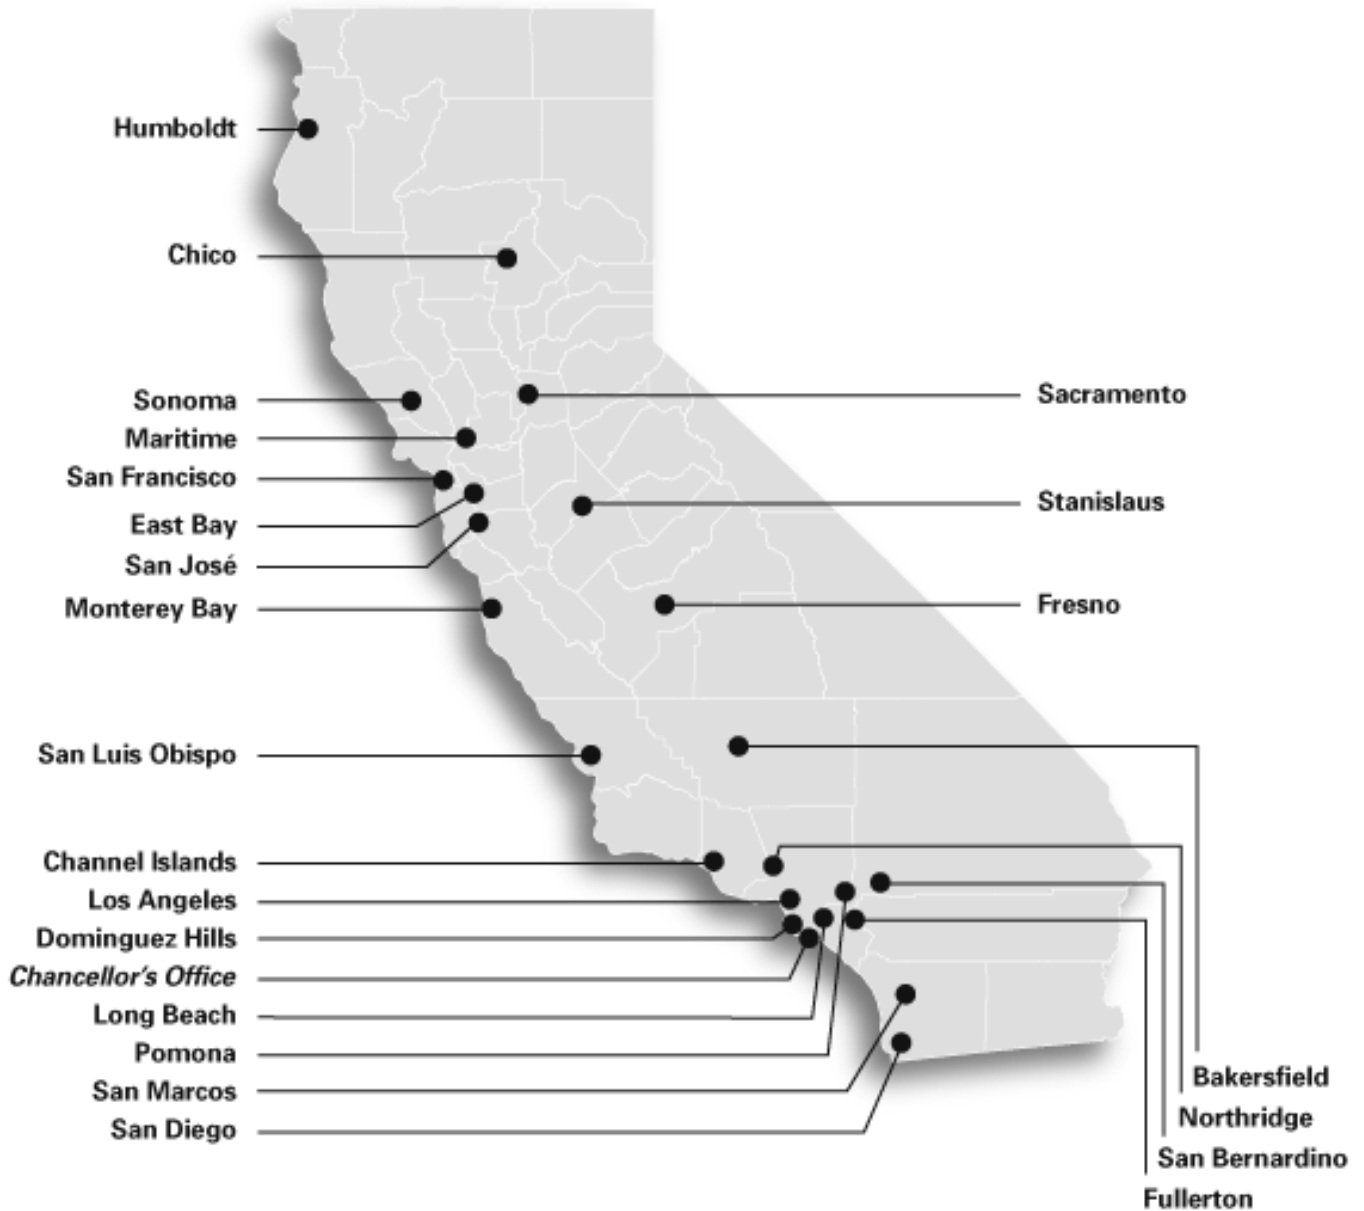 Humboldt
Chico
Sonoma
Maritime
San Francisco
East Bay
San José
Monterey Bay
San Luis Obispo
Channel Islands
Los Angeles
Dominguez Hills
Chancellor's Office
Long Beach
Pomona
San Marcos
San Diego
Sacramento
Stanislaus
Fresno
Bakersfield
Northridge
San Bernardino
Fullerton